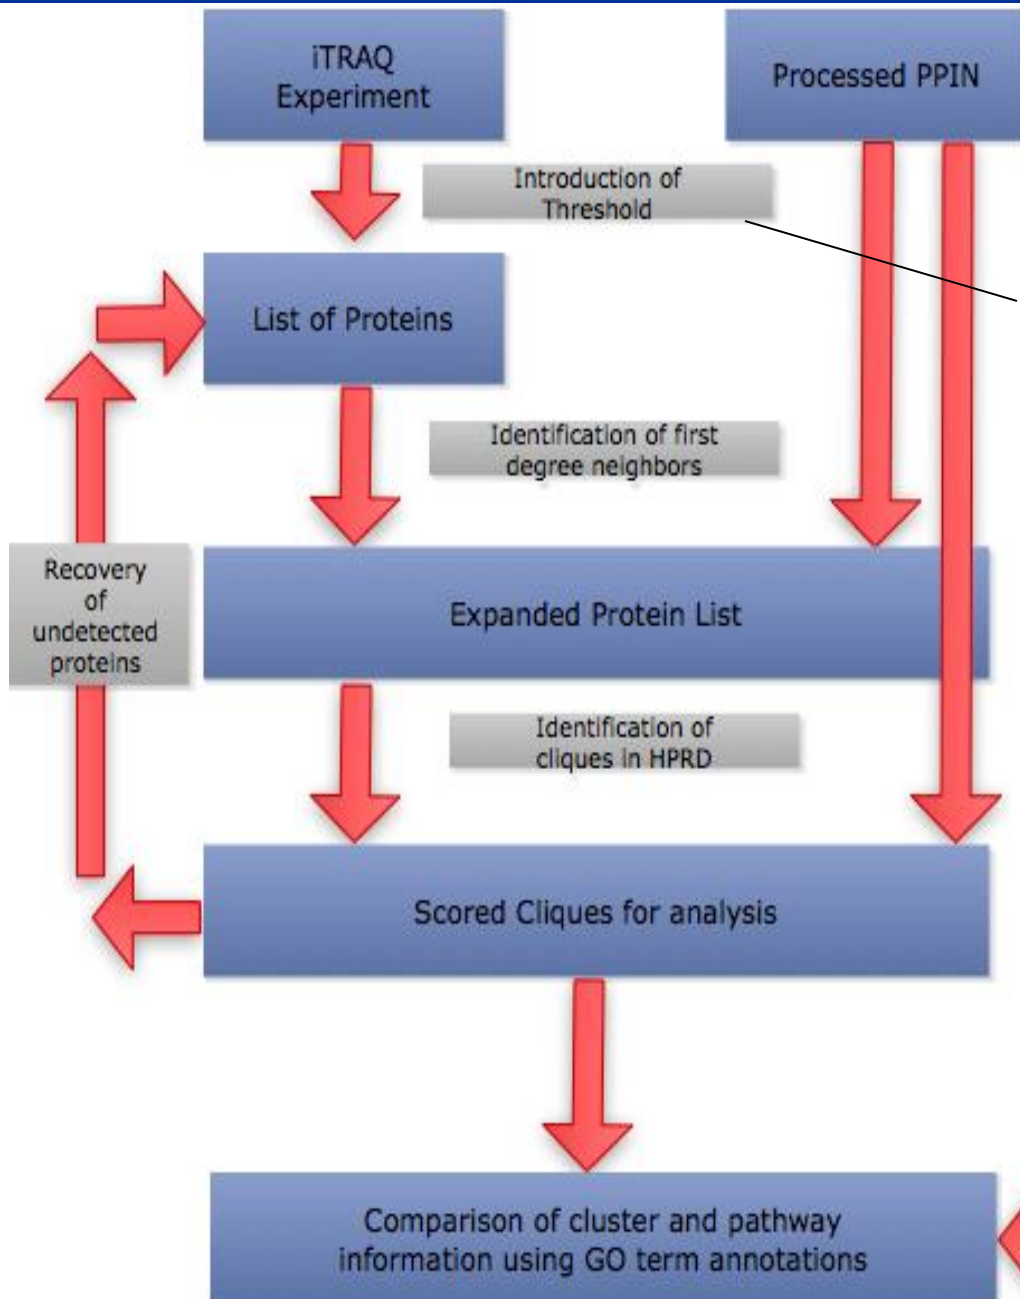 iTRAQ
Experiment
Processed PPIN
Introduction of
Threshold
List of Proteins
Identification of first
degree neighbors
Recovery
of
undetected
proteins
Expanded Protein List
Identification of
cliques in HPRD
Scored Cliques for analysis
Comparison of cluster and pathway
information using GO term annotations